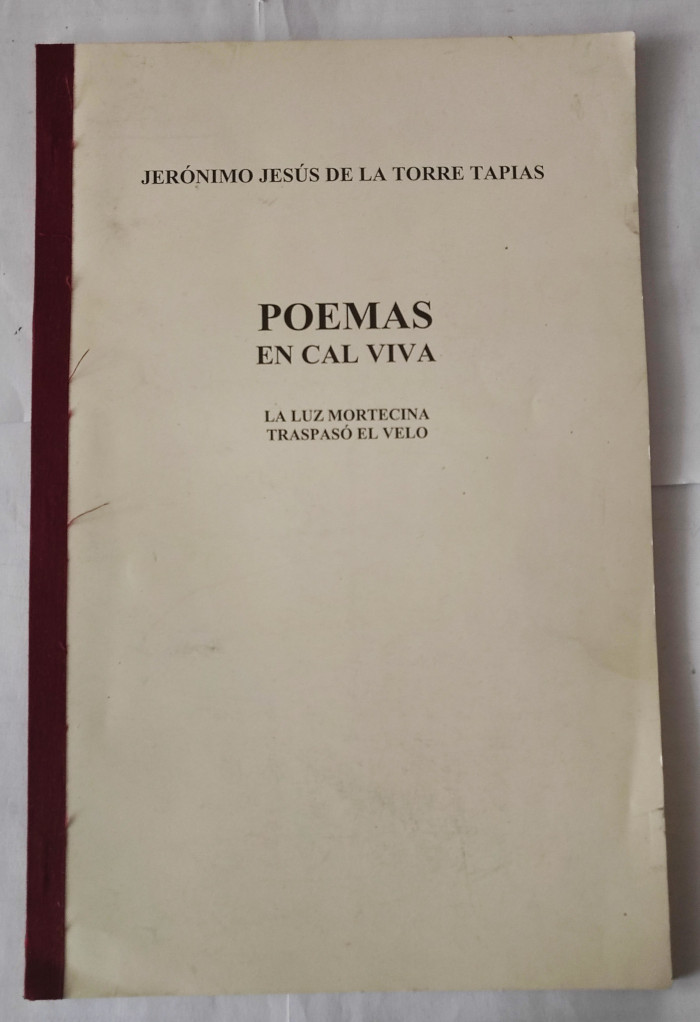 JERÓNIMO JESÚS DE LA TORRE TAPIAS
POEMAS
EN CAL VIVA
LA LUZ MORTECINA
TRASPASÓ EL VELO